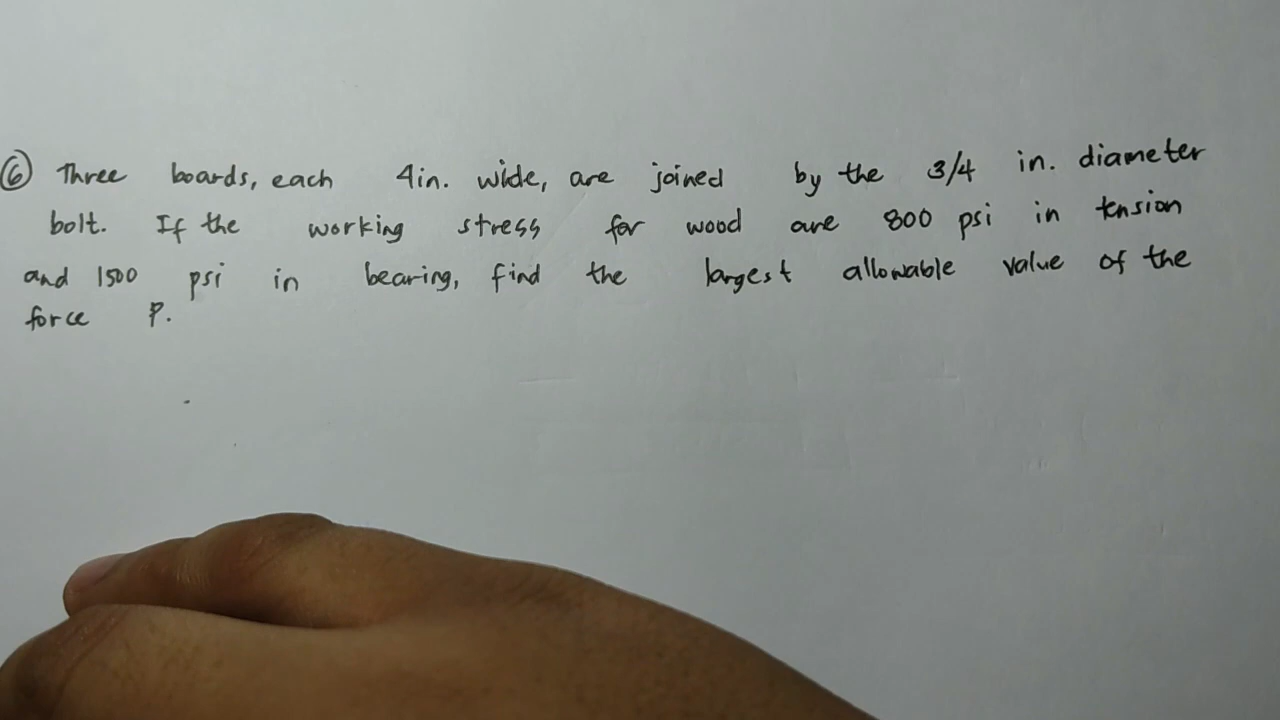 ⑥ Three boards, each 4in. wide, are joined by the 3/4 in. diameter
bolt. If the working stress for wood are 800 psi in tension
and 1500 psi in bearing, find the largest allowable value of the
force P.